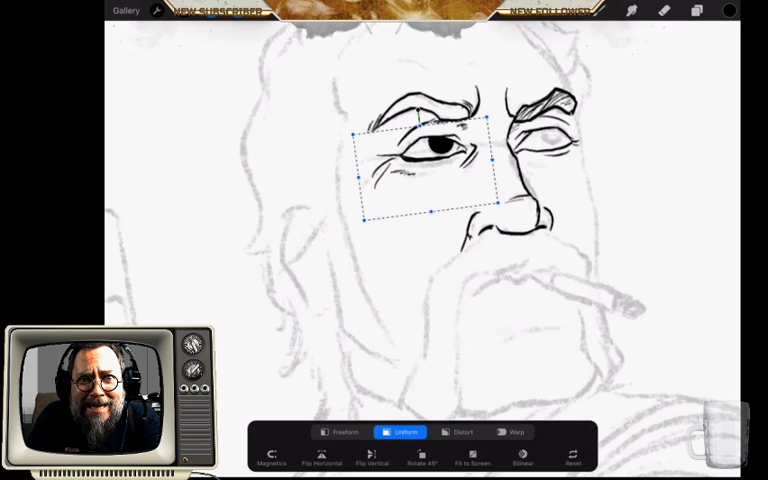 Gallery
NEW SUBSCRIBER
NEW FOLLOWER
Freeform
Uniform
Distort
Warp
Magnetics
Flip Horizontal
Flip Vertical
Rotate 45°
Fit to Screen
Bilinear
Reset